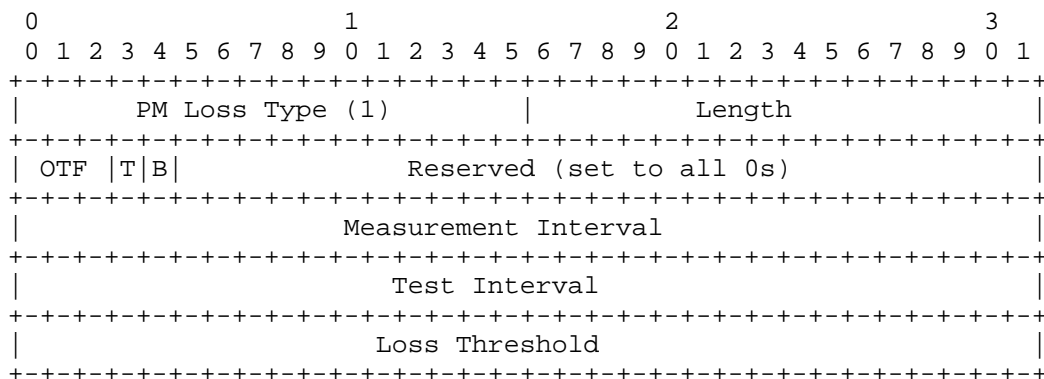 0                   1                   2                   3
 0 1 2 3 4 5 6 7 8 9 0 1 2 3 4 5 6 7 8 9 0 1 2 3 4 5 6 7 8 9 0 1
+-+-+-+-+-+-+-+-+-+-+-+-+-+-+-+-+-+-+-+-+-+-+-+-+-+-+-+-+-+-+-+-+
|       PM Loss Type (1)        |          Length               |
+-+-+-+-+-+-+-+-+-+-+-+-+-+-+-+-+-+-+-+-+-+-+-+-+-+-+-+-+-+-+-+-+
| OTF |T|B|              Reserved (set to all 0s)               |
+-+-+-+-+-+-+-+-+-+-+-+-+-+-+-+-+-+-+-+-+-+-+-+-+-+-+-+-+-+-+-+-+
|                    Measurement Interval                       |
+-+-+-+-+-+-+-+-+-+-+-+-+-+-+-+-+-+-+-+-+-+-+-+-+-+-+-+-+-+-+-+-+
|                       Test Interval                           |
+-+-+-+-+-+-+-+-+-+-+-+-+-+-+-+-+-+-+-+-+-+-+-+-+-+-+-+-+-+-+-+-+
|                      Loss Threshold                           |
+-+-+-+-+-+-+-+-+-+-+-+-+-+-+-+-+-+-+-+-+-+-+-+-+-+-+-+-+-+-+-+-+